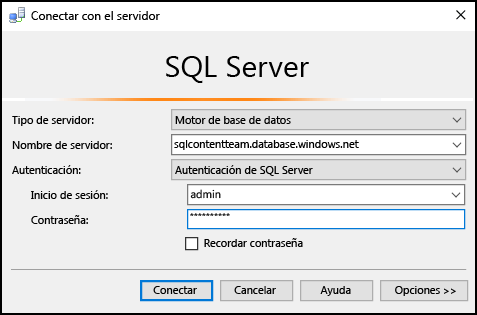 Conectar con el servidor
SQL Server
Tipo de servidor: Motor de base de datos
Nombre de servidor: sqlcontentteam.database.windows.net
Autenticación: Autenticación de SQL Server
Inicio de sesión: admin
Contraseña: **********
Recordar contraseña
Conectar Cancelar Ayuda Opciones >>